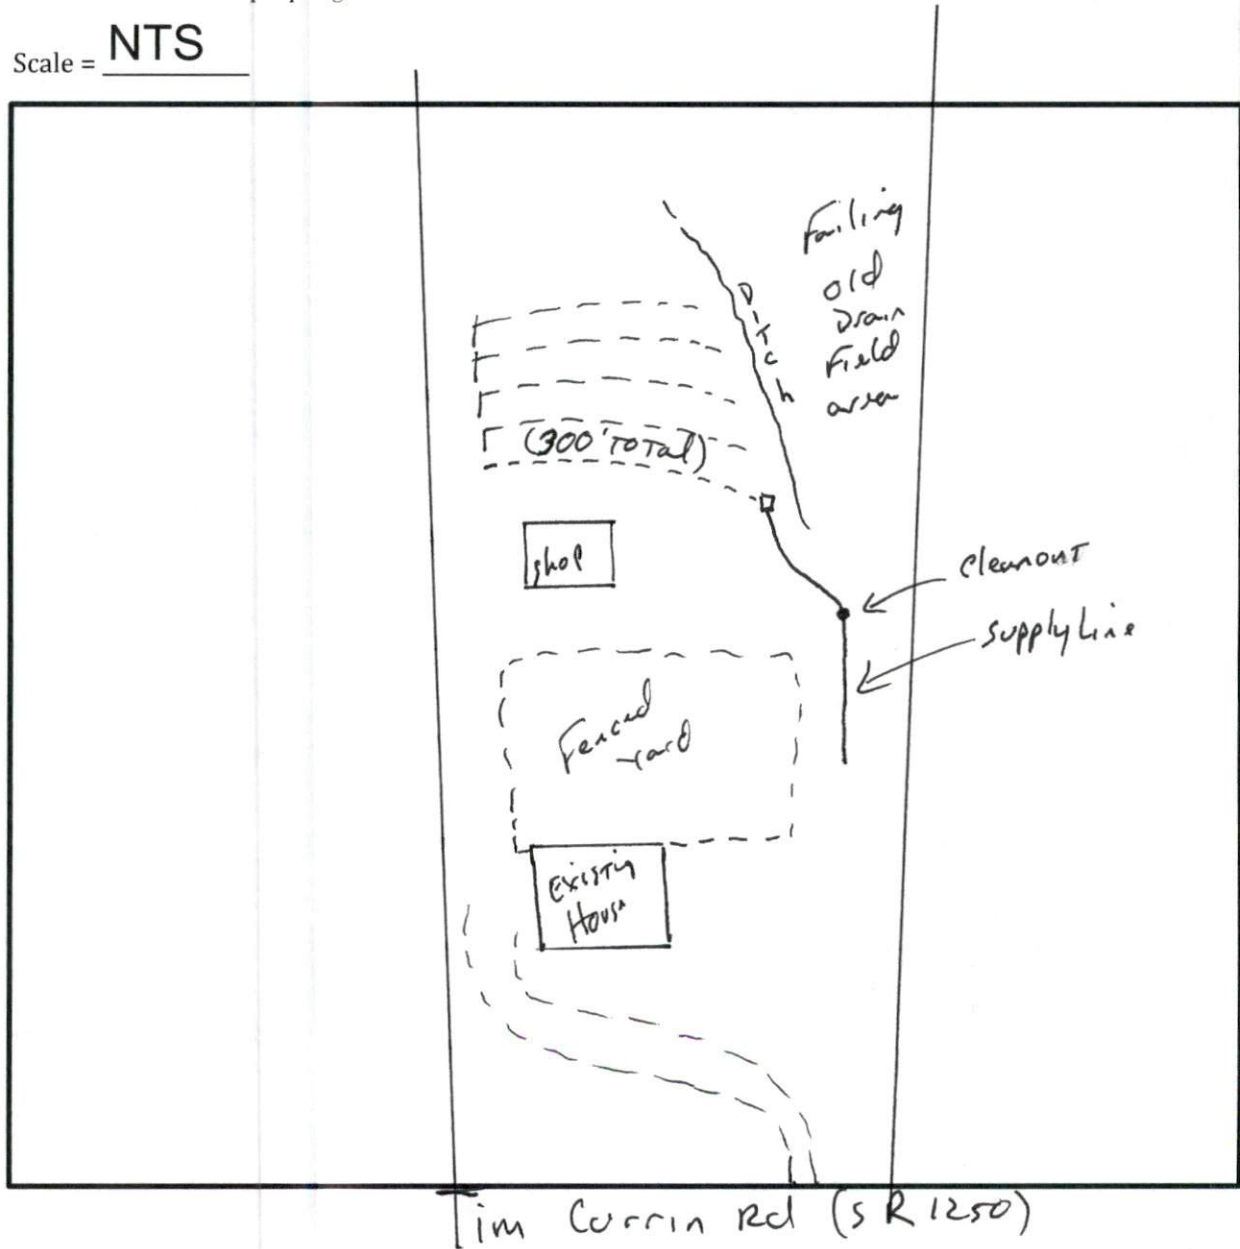 Scale = NTS
Failing
old
Drain
Field
area
Ditch
(300' Total)
shop
cleanout
supply Line
Fenced
yard
Existing
House
Tim Currin Rd (SR 1250)